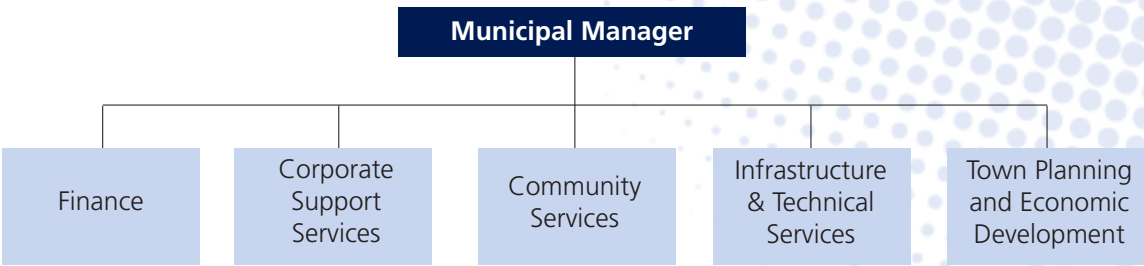 Municipal Manager
Finance
Corporate
Support
Services
Community
Services
Infrastructure
& Technical
Services
Town Planning
and Economic
Development